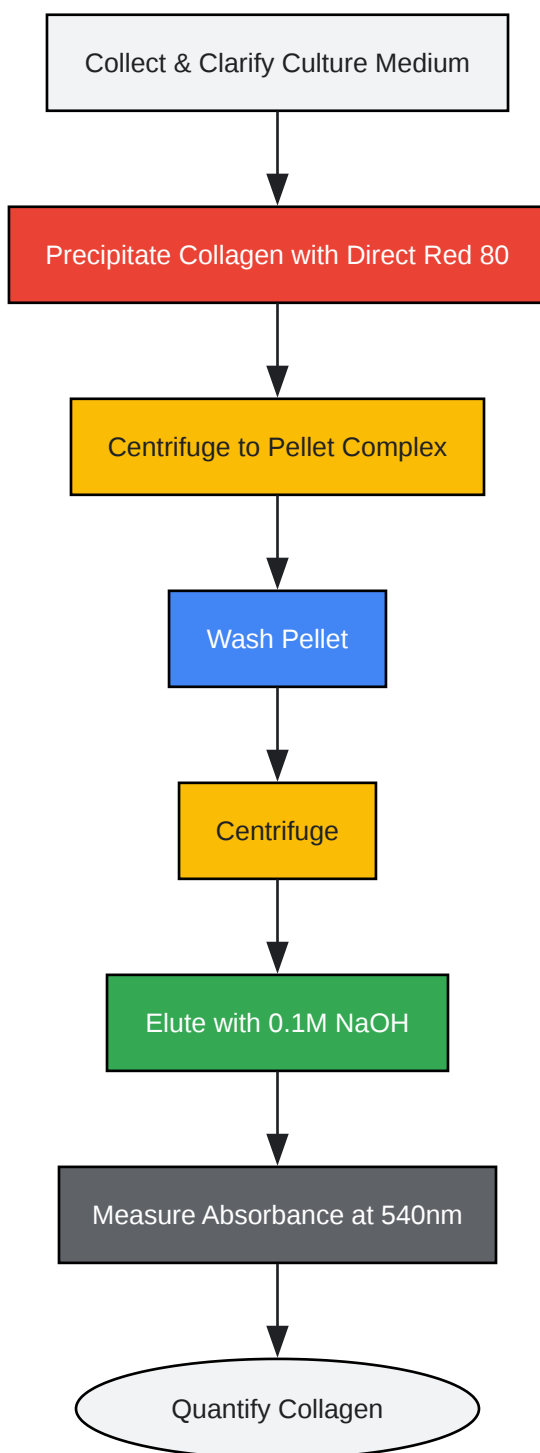 Collect & Clarify Culture Medium
Precipitate Collagen with Direct Red 80
Centrifuge to Pellet Complex
Wash Pellet
Centrifuge
Elute with 0.1M NaOH
Measure Absorbance at 540nm
Quantify Collagen